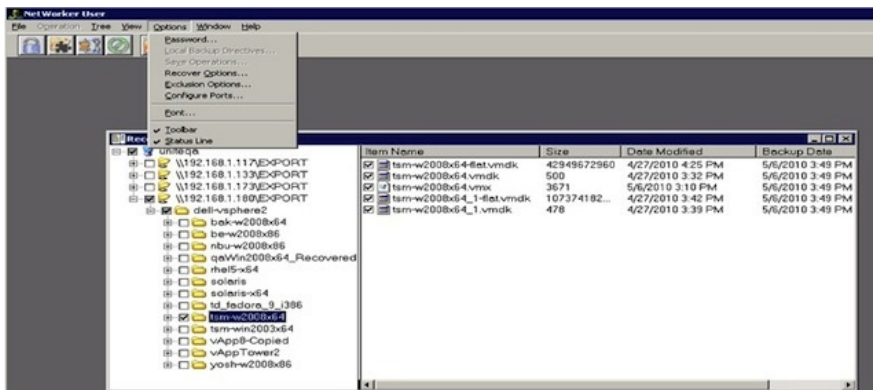 NetWorker User
File Operation Tree View Options Window Help
Password...
Local Backup Directives...
Save Operations...
Recover Options...
Exclusion Options...
Configure Ports...
Font...
Toolbar
Status Line
Rec
uniteqa
\\192.168.1.117\EXPORT
\\192.168.1.133\EXPORT
\\192.168.1.173\EXPORT
\\192.168.1.180\EXPORT
dell-vsphere2
bak-w2008x64
be-w2008x86
nbu-w2008x86
qaWin2008x64_Recovered
rhel5-x64
solaris
solaris-x64
td_fedora_9_i386
tsm-w2008x64
tsm-win2003x64
vApp8-Copied
vAppTower2
yosh-w2008x86
Item Name Size Date Modified Backup Date
tsm-w2008x64-flat.vmdk 42949672960 4/27/2010 4:25 PM 5/6/2010 3:49 PM
tsm-w2008x64.vmdk 500 4/27/2010 3:32 PM 5/6/2010 3:49 PM
tsm-w2008x64.vmx 3671 5/6/2010 3:10 PM 5/6/2010 3:49 PM
tsm-w2008x64_1-flat.vmdk 107374182... 4/27/2010 3:42 PM 5/6/2010 3:49 PM
tsm-w2008x64_1.vmdk 478 4/27/2010 3:39 PM 5/6/2010 3:49 PM